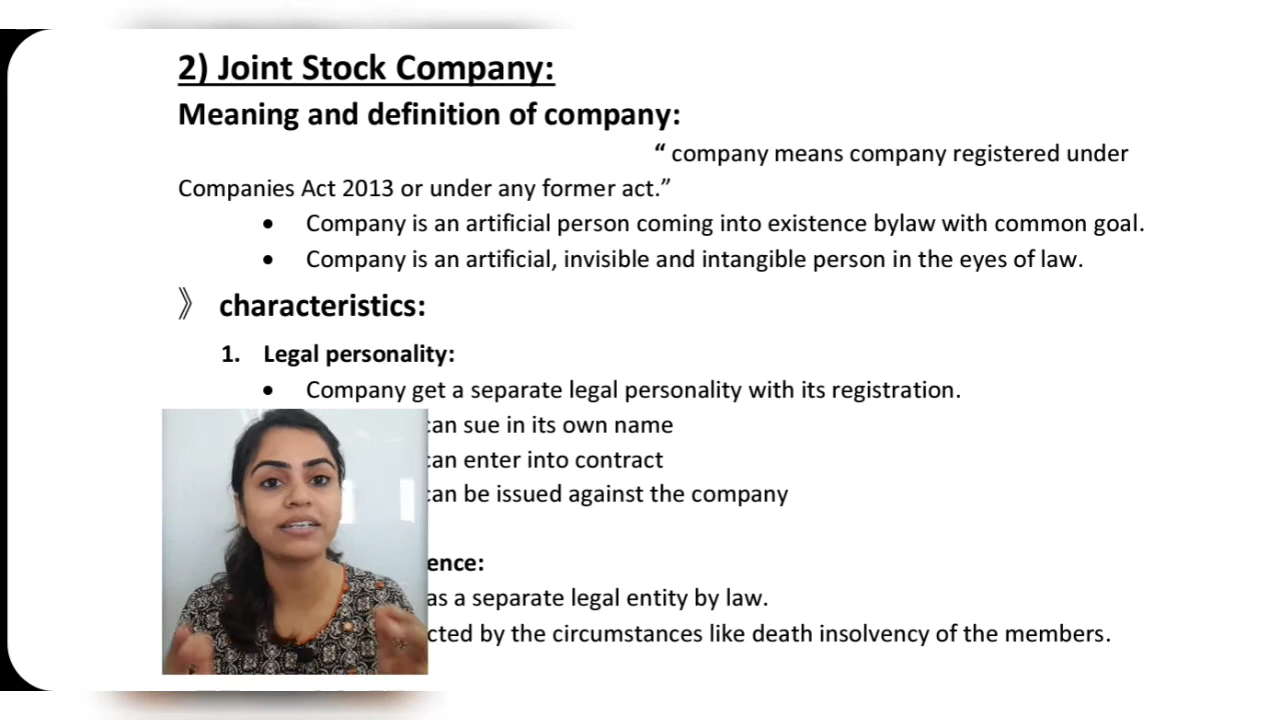 2) Joint Stock Company:
Meaning and definition of company:
“ company means company registered under
Companies Act 2013 or under any former act.”
• Company is an artificial person coming into existence bylaw with common goal.
• Company is an artificial, invisible and intangible person in the eyes of law.
》 characteristics:
1. Legal personality:
• Company get a separate legal personality with its registration.
can sue in its own name
can enter into contract
can be issued against the company
ence:
as a separate legal entity by law.
cted by the circumstances like death insolvency of the members.